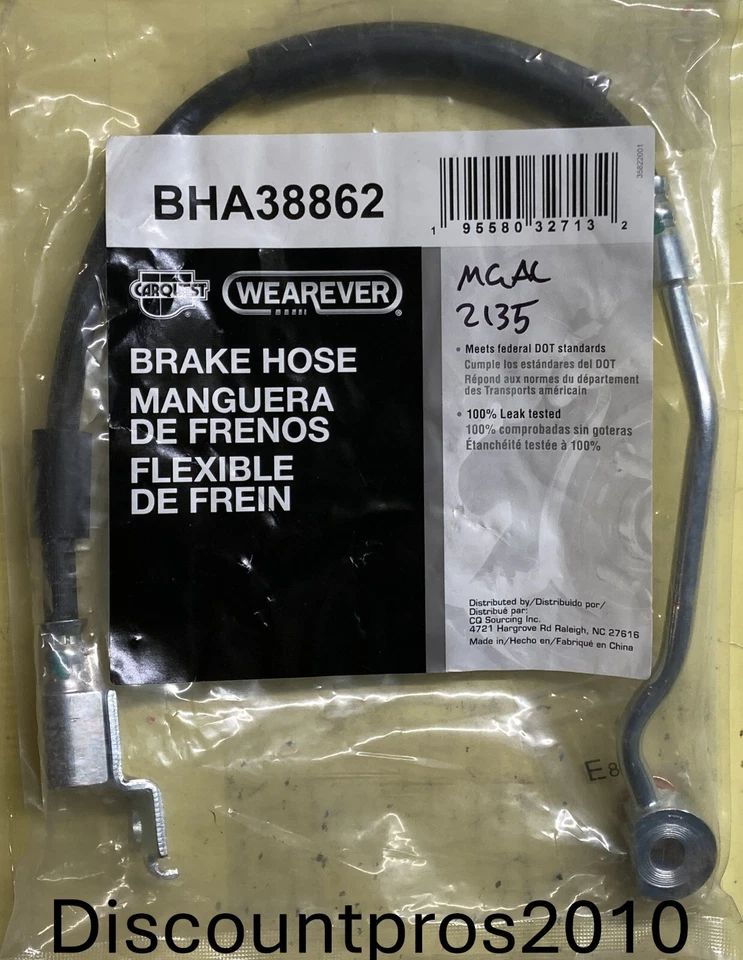 35622001
BHA38862
1 95580 32713 2
CARQUEST
WEAREVER
MGAC
2135
BRAKE HOSE
MANGUERA
DE FRENOS
FLEXIBLE
DE FREIN
• Meets federal DOT standards
Cumple los estándares del DOT
Répond aux normes du département
des Transports américain
• 100% Leak tested
100% comprobadas sin goteras
Étanchéité testée à 100%
Distributed by/Distribuido por/
Distribué par:
CQ Sourcing Inc.
4721 Hargrove Rd Raleigh, NC 27616
Made in/Hecho en/Fabriqué en China
E8
Discountpros2010